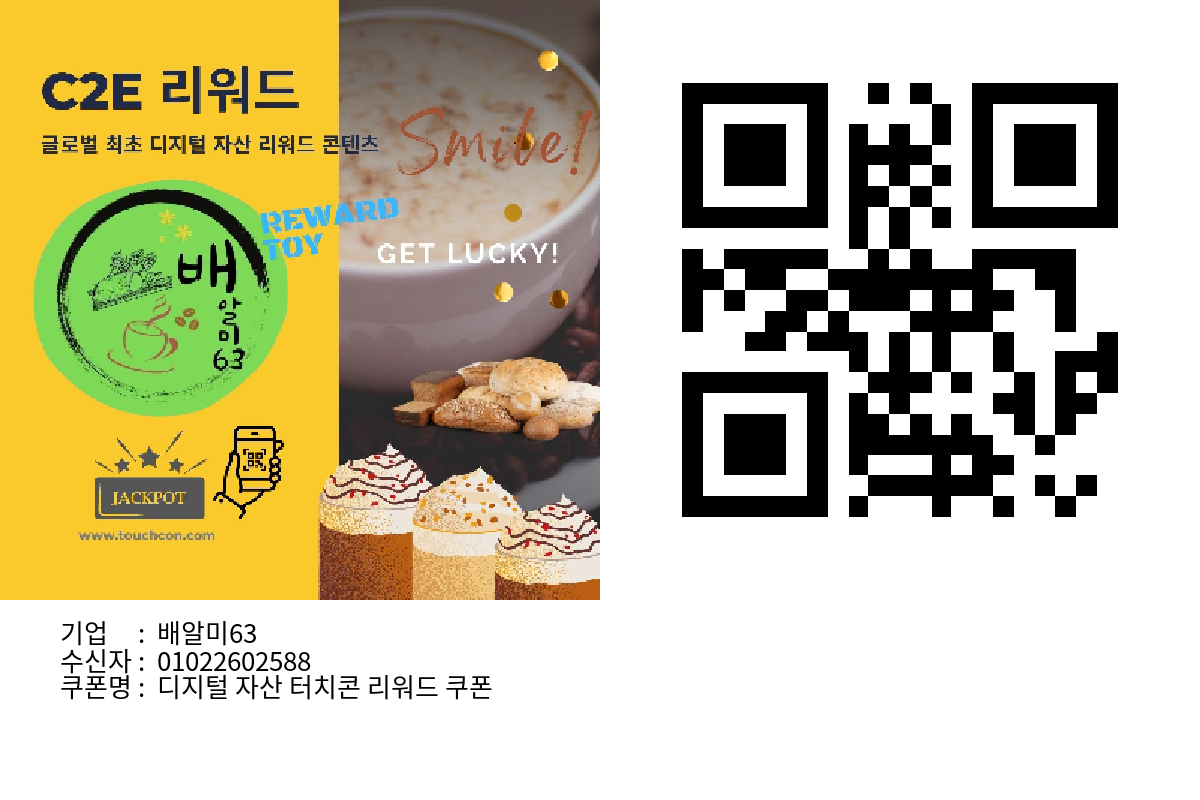 C2E 리워드
글로벌 최초 디지털 자산 리워드 콘텐츠
Smile!
REWARD
TOY
GET LUCKY!
배
알
미
63
JACKPOT
www.touchcon.com
기업 : 배알미63
수신자 : 01022602588
쿠폰명 : 디지털 자산 터치콘 리워드 쿠폰